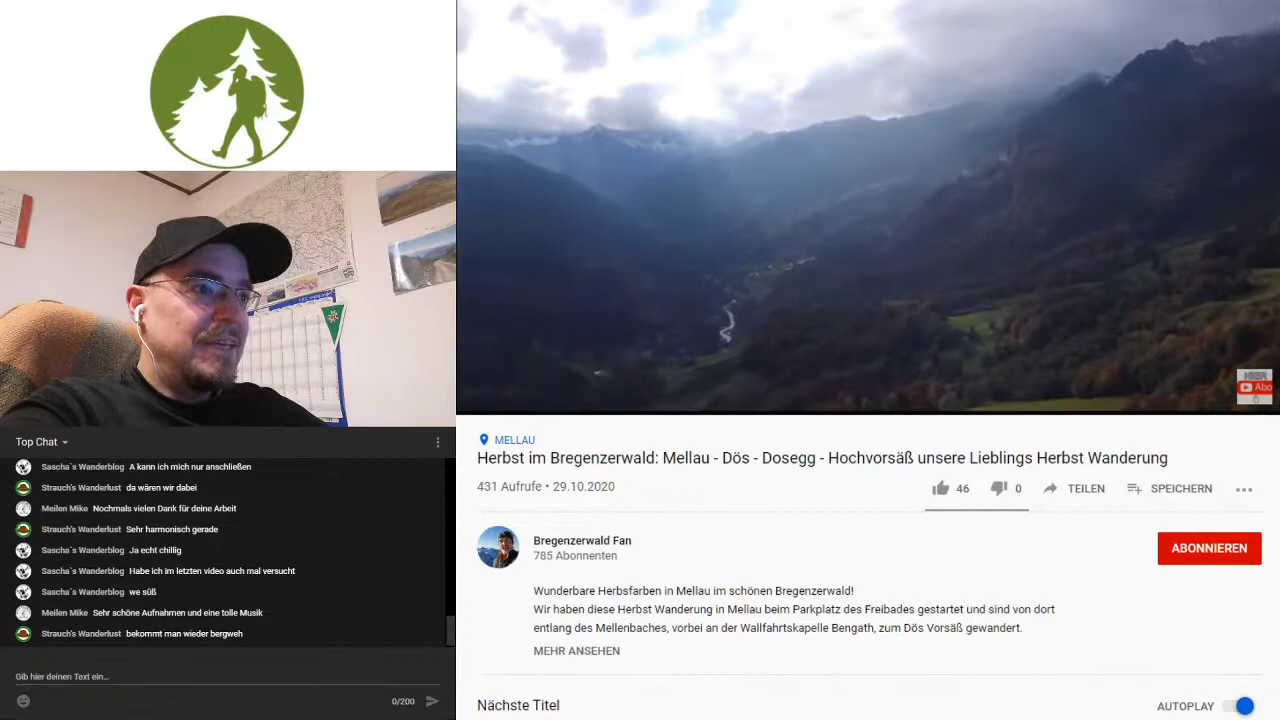 Top Chat
Sascha`s Wanderblog A kann ich mich nur anschließen
Strauch's Wanderlust da wären wir dabei
Meilen Mike Nochmals vielen Dank für deine Arbeit
Strauch's Wanderlust Sehr harmonisch gerade
Sascha`s Wanderblog Ja echt chillig
Sascha`s Wanderblog Habe ich im letzten video auch mal versucht
Sascha`s Wanderblog we süß
Meilen Mike Sehr schöne Aufnahmen und eine tolle Musik
Strauch's Wanderlust bekommt man wieder bergweh
Gib hier deinen Text ein...
0/200
HIER
Abo
MELLAU
Herbst im Bregenzerwald: Mellau - Dös - Dosegg - Hochvorsäß unsere Lieblings Herbst Wanderung
431 Aufrufe • 29.10.2020
46 0 TEILEN SPEICHERN
Bregenzerwald Fan
785 Abonnenten
ABONNIEREN
Wunderbare Herbsfarben in Mellau im schönen Bregenzerwald!
Wir haben diese Herbst Wanderung in Mellau beim Parkplatz des Freibades gestartet und sind von dort
entlang des Mellenbaches, vorbei an der Wallfahrtskapelle Bengath, zum Dös Vorsäß gewandert.
MEHR ANSEHEN
Nächste Titel
AUTOPLAY